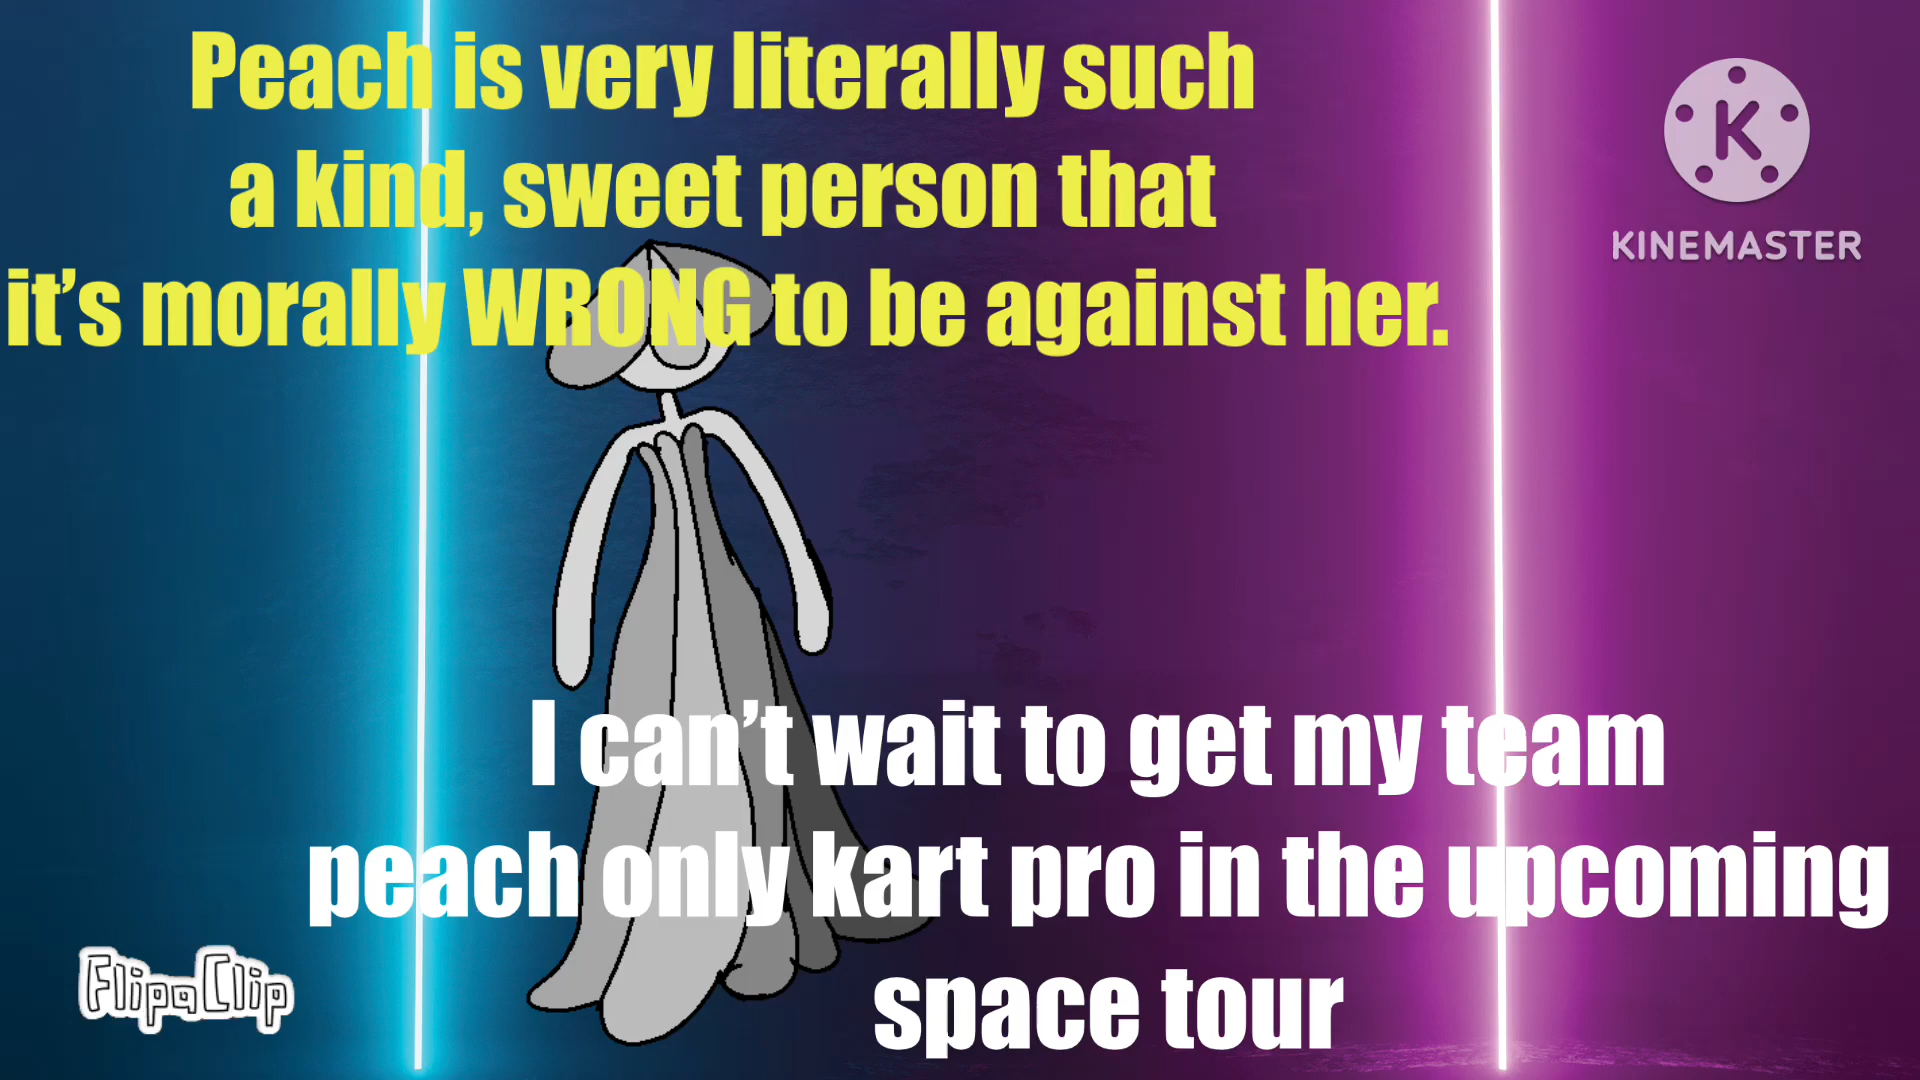 Peach is very literally such
a kind, sweet person that
it's morally WRONG to be against her.
K
KINEMASTER
I can't wait to get my team
peach only kart pro in the upcoming
space tour
FlipaClip